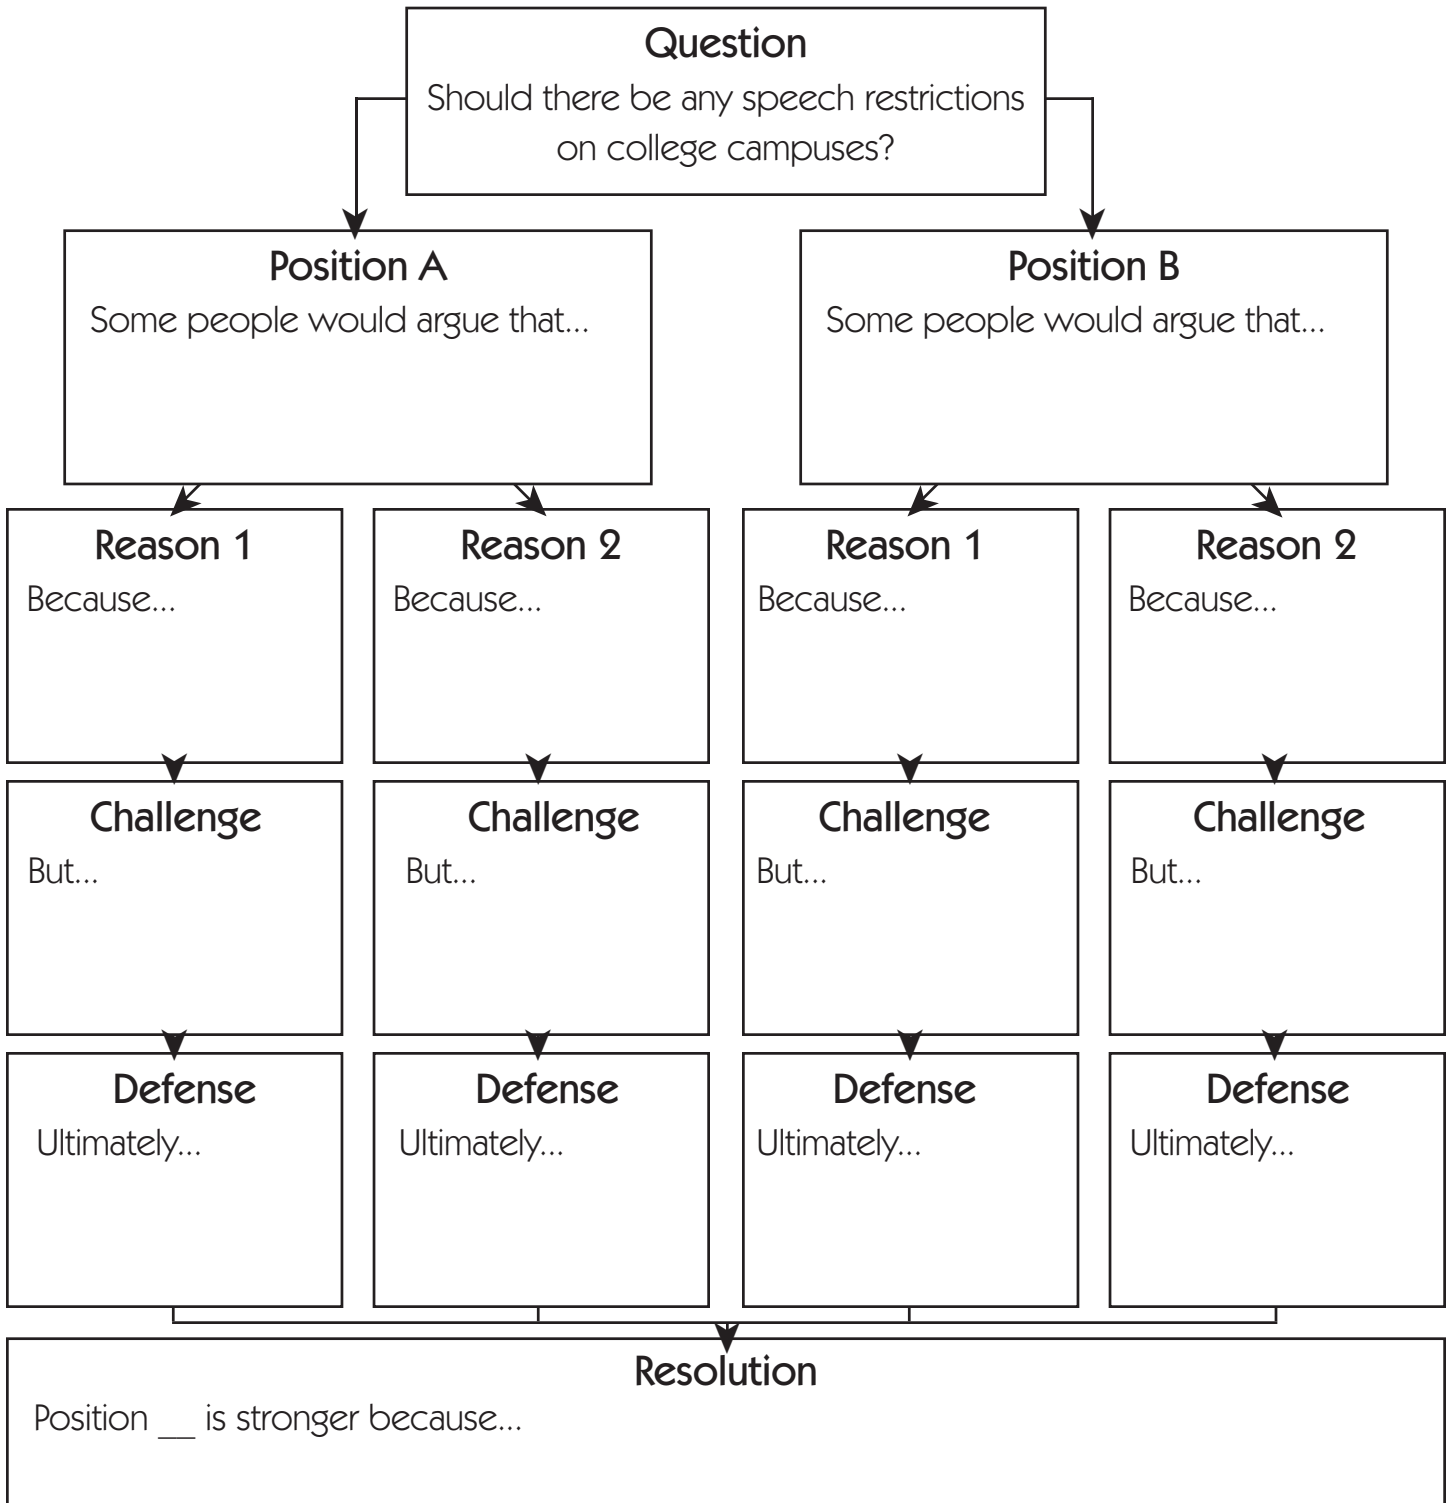 Question
Should there be any speech restrictions
on college campuses?
Position A
Some people would argue that...
Position B
Some people would argue that...
Reason 1
Because...
Reason 2
Because...
Reason 1
Because...
Reason 2
Because...
Challenge
But...
Challenge
But...
Challenge
But...
Challenge
But...
Defense
Ultimately...
Defense
Ultimately...
Defense
Ultimately...
Defense
Ultimately...
Resolution
Position __ is stronger because...